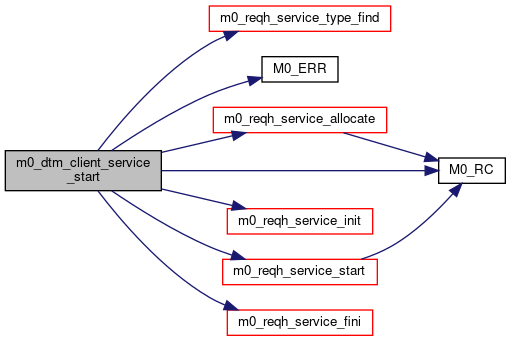 m0_reqh_service_type_find
M0_ERR
m0_reqh_service_allocate
m0_dtm_client_service
_start
M0_RC
m0_reqh_service_init
m0_reqh_service_start
m0_reqh_service_fini